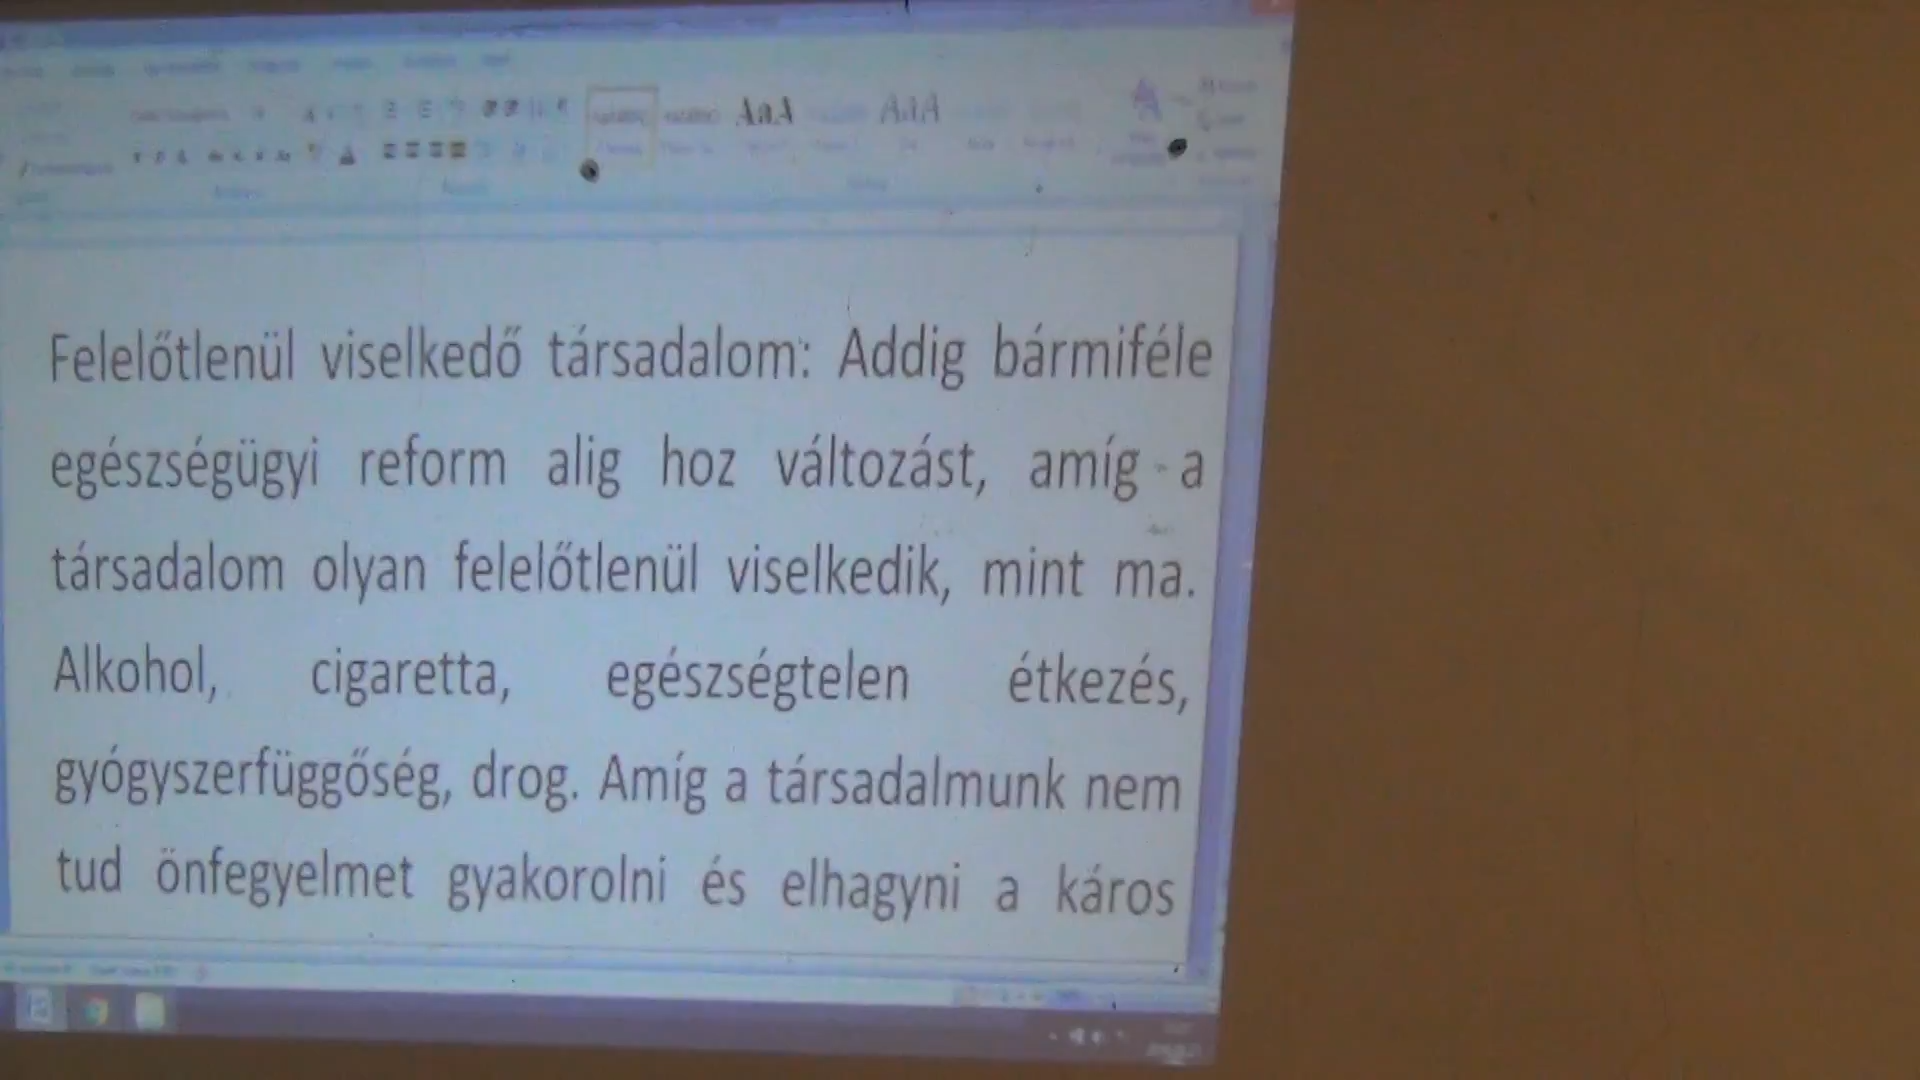 AaA
AaA
Felelőtlenül viselkedő társadalom: Addig bármiféle
egészségügyi reform alig hoz változást, amíg a
társadalom olyan felelőtlenül viselkedik, mint ma.
Alkohol, cigaretta, egészségtelen étkezés,
gyógyszerfüggőség, drog. Amíg a társadalmunk nem
tud önfegyelmet gyakorolni és elhagyni a káros